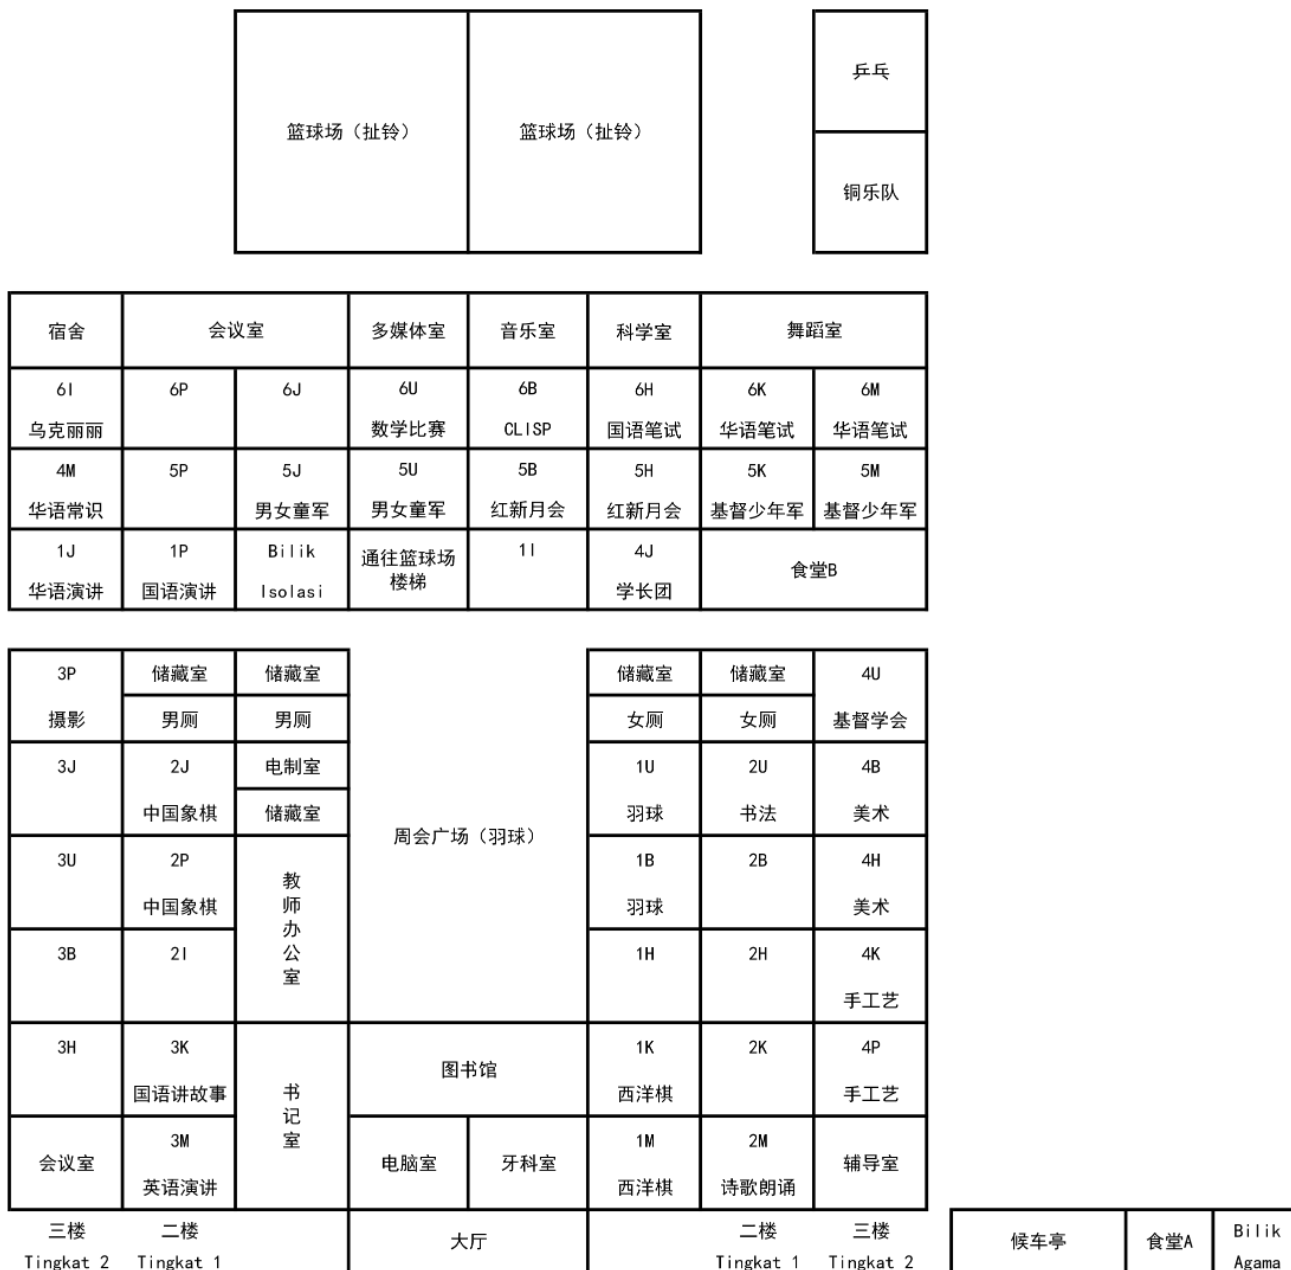 乒乓
篮球场（扯铃） 篮球场（扯铃）
铜乐队
宿舍 会议室 多媒体室 音乐室 科学室 舞蹈室
6I 6P 6J 6U 6B 6H 6K 6M
乌克丽丽 数学比赛 CLISP 国语笔试 华语笔试 华语笔试
4M 5P 5J 5U 5B 5H 5K 5M
华语常识 男女童军 男女童军 红新月会 红新月会 基督少年军 基督少年军
1J 1P Bilik 通往篮球场 1I 4J 食堂B
华语演讲 国语演讲 Isolasi 楼梯 学长团
3P 储藏室 储藏室 储藏室 储藏室 4U
摄影 男厕 男厕 女厕 女厕 基督学会
3J 2J 电制室 1U 2U 4B
中国象棋 储藏室 羽球 书法 美术
周会广场（羽球）
3U 2P 1B 2B 4H
中国象棋 羽球 美术
教师办公室
3B 2I 1H 2H 4K
手工艺
3H 3K 图书馆 1K 2K 4P
国语讲故事 西洋棋 手工艺
书记室
会议室 3M 电脑室 牙科室 1M 2M 辅导室
英语演讲 西洋棋 诗歌朗诵
三楼 二楼 大厅 二楼 三楼 候车亭 食堂A Bilik
Tingkat 2 Tingkat 1 Tingkat 1 Tingkat 2 Agama